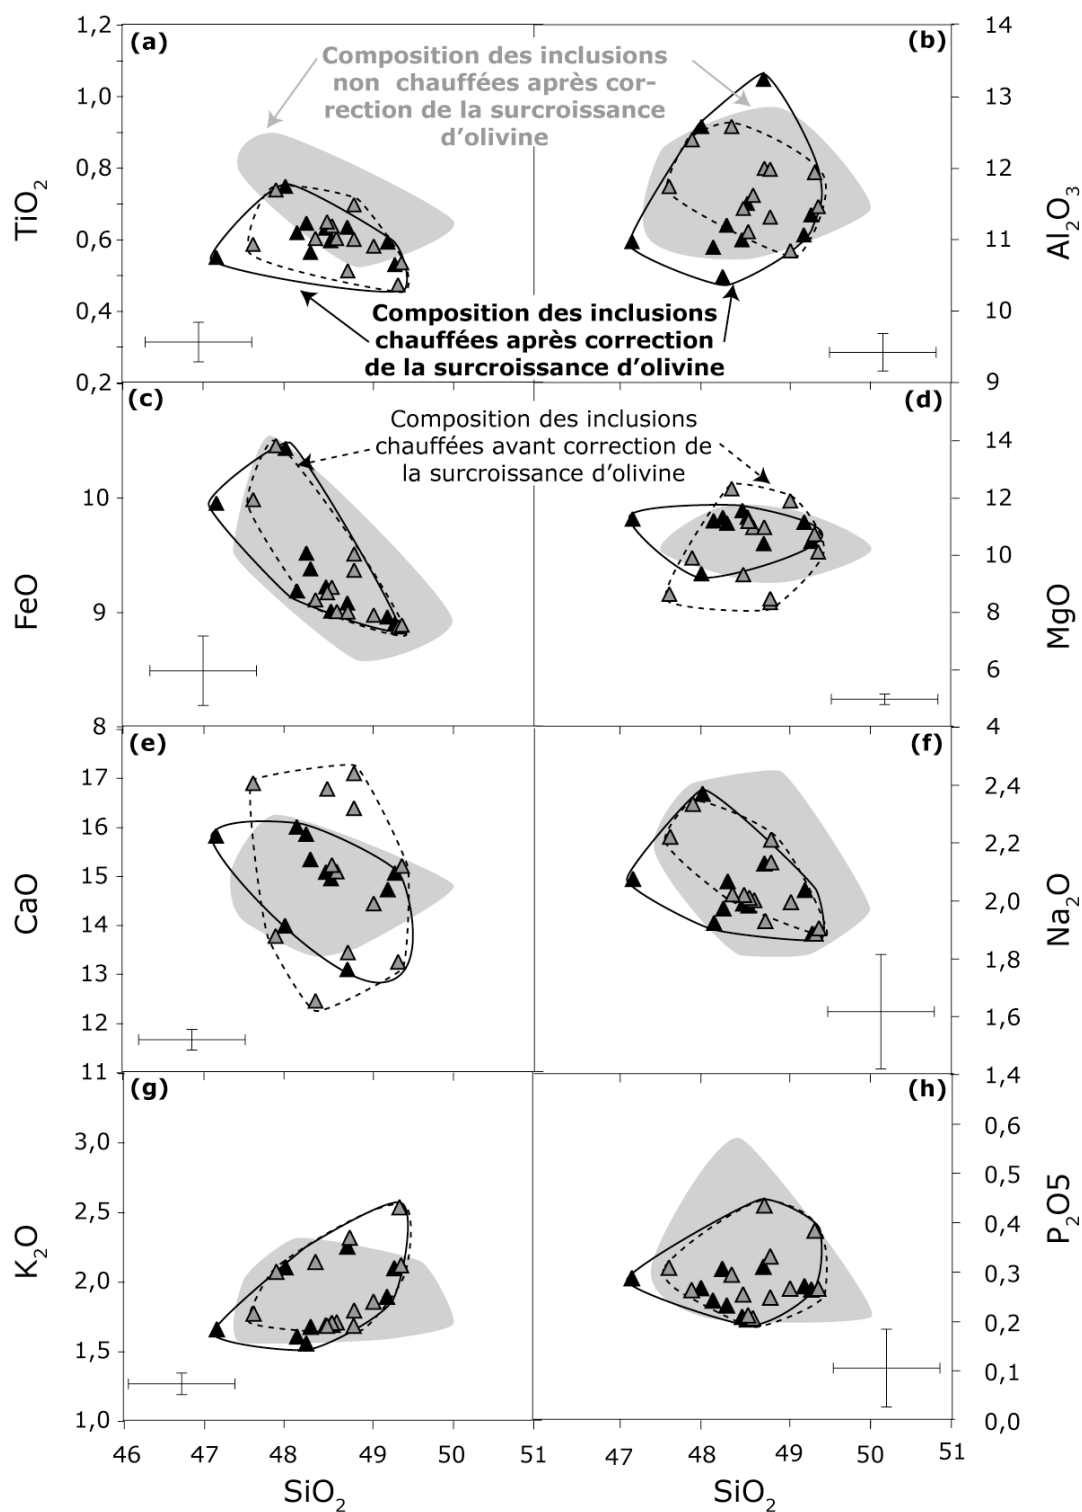 (a)
(b)
Composition des inclusions
non chauffées après cor-
rection de la surcroissance
d'olivine
Composition des inclusions
chauffées après correction
de la surcroissance d'olivine
1,2
1,0
0,8
0,6
0,4
0,2
TiO2
14
13
12
11
10
9
Al2O3
(c)
(d)
Composition des inclusions
chauffées avant correction de
la surcroissance d'olivine
10
9
8
FeO
14
12
10
8
6
4
MgO
(e)
(f)
17
16
15
14
13
12
11
CaO
2,4
2,2
2,0
1,8
1,6
1,4
Na2O
(g)
(h)
3,0
2,5
2,0
1,5
1,0
K2O
0,6
0,5
0,4
0,3
0,2
0,1
0,0
P2O5
46 47 48 49 50 51 47 48 49 50 51
SiO2 SiO2